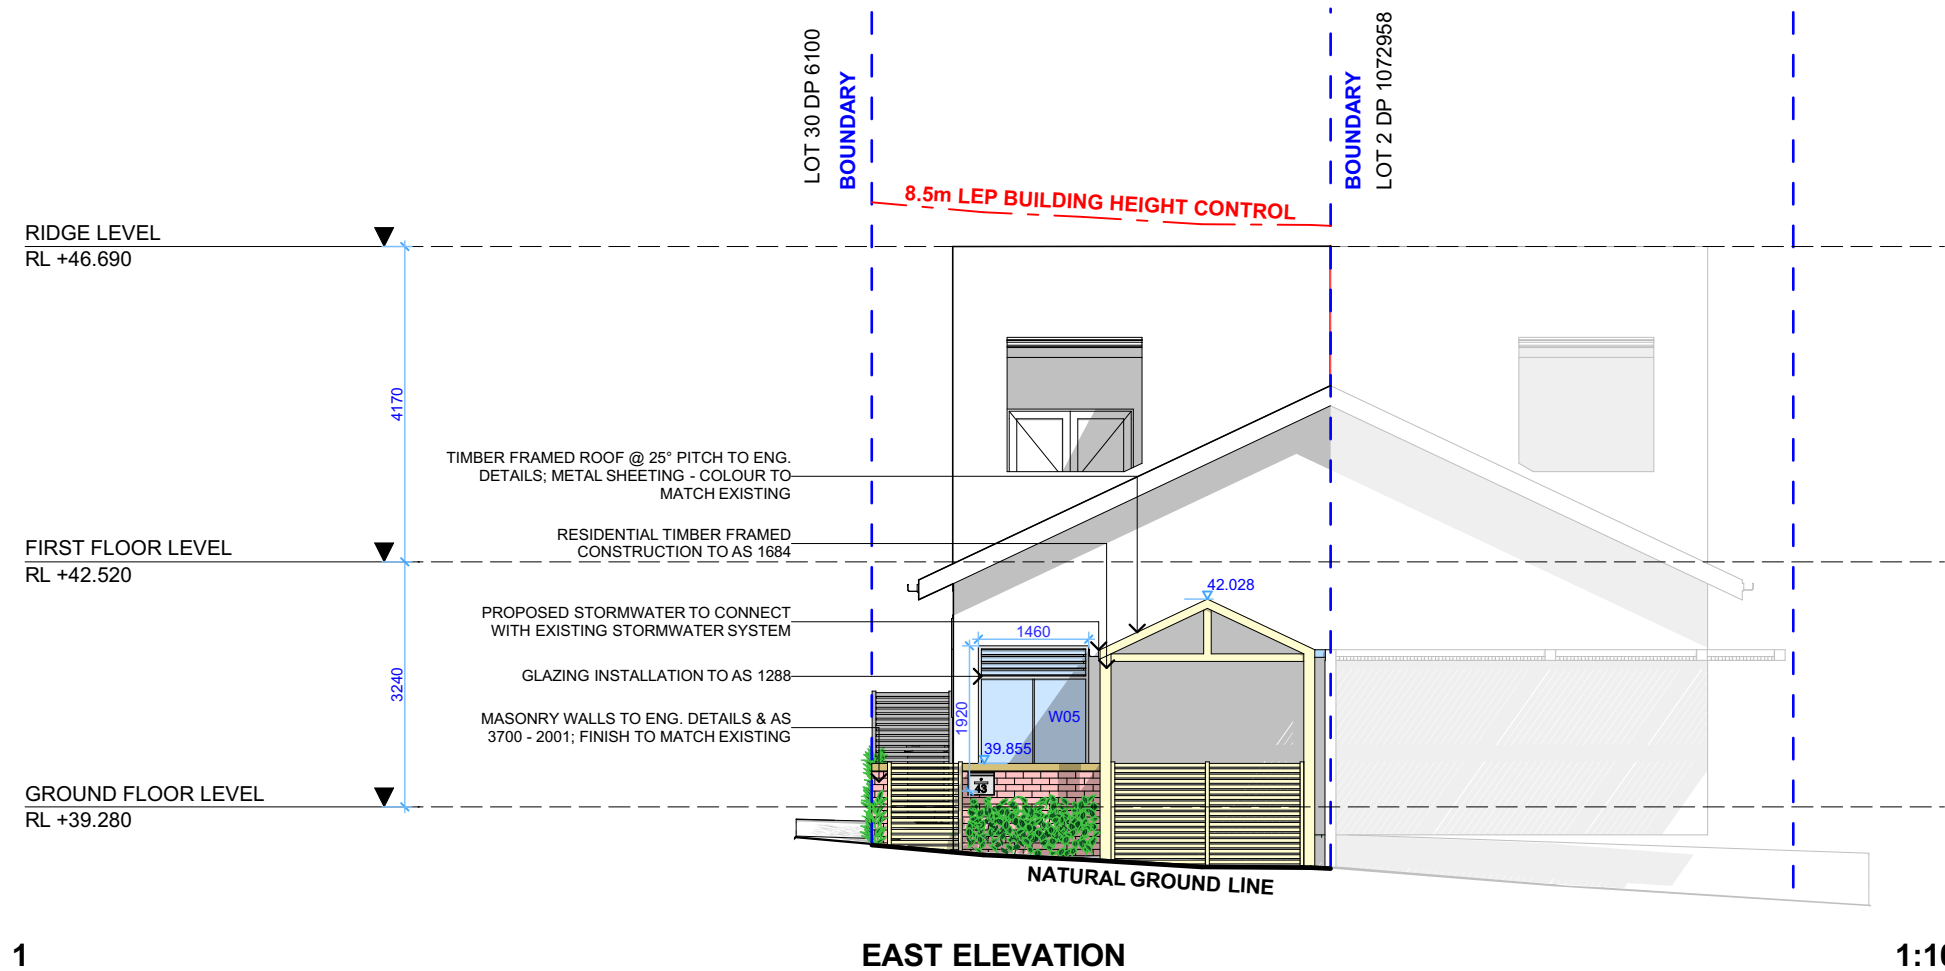 LOT 30 DP 6100
BOUNDARY
BOUNDARY
LOT 2 DP 1072958
8.5m LEP BUILDING HEIGHT CONTROL
RIDGE LEVEL
RL +46.690
4170
TIMBER FRAMED ROOF @ 25° PITCH TO ENG.
DETAILS; METAL SHEETING - COLOUR TO
MATCH EXISTING
RESIDENTIAL TIMBER FRAMED
CONSTRUCTION TO AS 1684
FIRST FLOOR LEVEL
RL +42.520
42.028
PROPOSED STORMWATER TO CONNECT
WITH EXISTING STORMWATER SYSTEM
1460
GLAZING INSTALLATION TO AS 1288
3240
1920
W05
MASONRY WALLS TO ENG. DETAILS & AS
3700 - 2001; FINISH TO MATCH EXISTING
39.855
43
GROUND FLOOR LEVEL
RL +39.280
NATURAL GROUND LINE
1
EAST ELEVATION